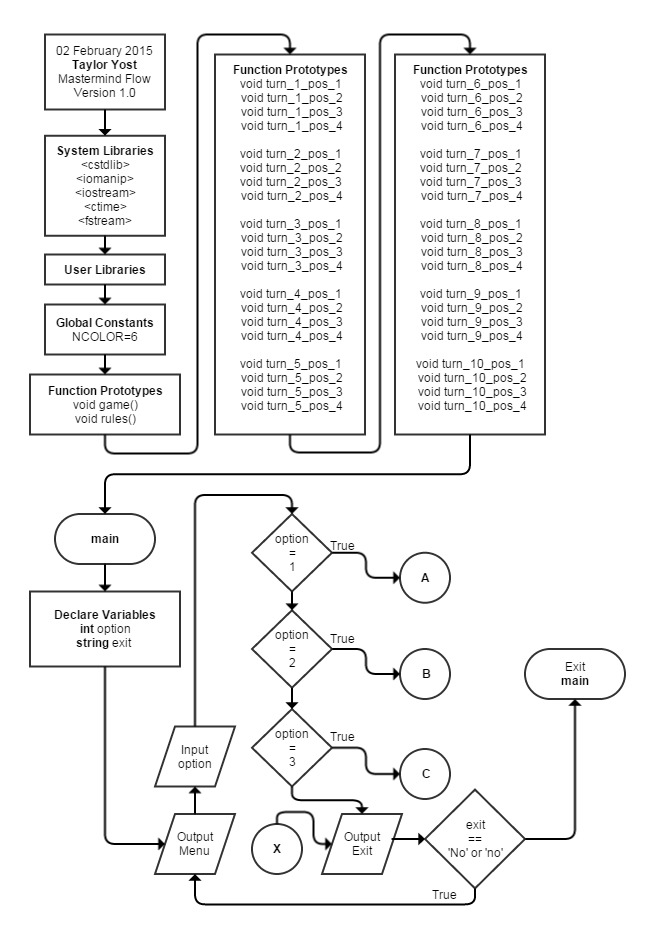 02 February 2015
Taylor Yost
Mastermind Flow
Version 1.0
System Libraries
<cstdlib>
<iomanip>
<iostream>
<ctime>
<fstream>
User Libraries
Global Constants
NCOLOR=6
Function Prototypes
void game()
void rules()
Function Prototypes
void turn_1_pos_1
void turn_1_pos_2
void turn_1_pos_3
void turn_1_pos_4
void turn_2_pos_1
void turn_2_pos_2
void turn_2_pos_3
void turn_2_pos_4
void turn_3_pos_1
void turn_3_pos_2
void turn_3_pos_3
void turn_3_pos_4
void turn_4_pos_1
void turn_4_pos_2
void turn_4_pos_3
void turn_4_pos_4
void turn_5_pos_1
void turn_5_pos_2
void turn_5_pos_3
void turn_5_pos_4
Function Prototypes
void turn_6_pos_1
void turn_6_pos_2
void turn_6_pos_3
void turn_6_pos_4
void turn_7_pos_1
void turn_7_pos_2
void turn_7_pos_3
void turn_7_pos_4
void turn_8_pos_1
void turn_8_pos_2
void turn_8_pos_3
void turn_8_pos_4
void turn_9_pos_1
void turn_9_pos_2
void turn_9_pos_3
void turn_9_pos_4
void turn_10_pos_1
void turn_10_pos_2
void turn_10_pos_3
void turn_10_pos_4
main
Declare Variables
int option
string exit
Output
Menu
Input
option
option
=
1
True
A
option
=
2
True
B
option
=
3
True
C
X
Output
Exit
exit
==
'No' or 'no'
True
Exit
main